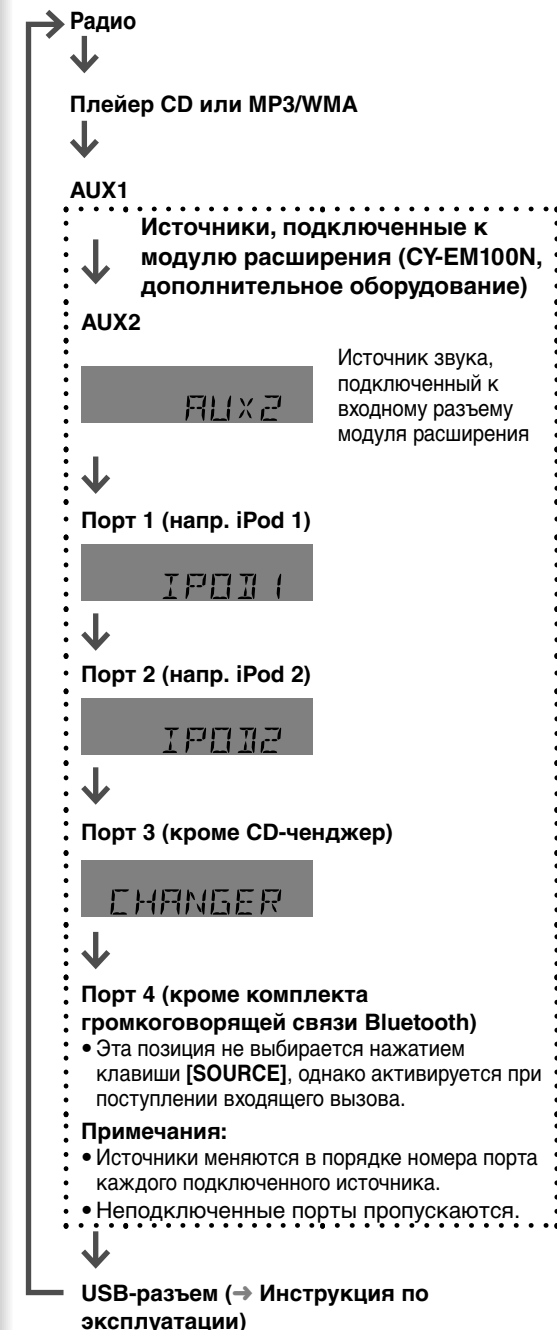 Радио
Плейер CD или MP3/WMA
AUX1
Источники, подключенные к
модулю расширения (CY-EM100N,
дополнительное оборудование)
AUX2
AUX2
Источник звука,
подключенный к
входному разъему
модуля расширения
Порт 1 (напр. iPod 1)
IPOD1
Порт 2 (напр. iPod 2)
IPOD2
Порт 3 (кроме CD-ченджер)
CHANGER
Порт 4 (кроме комплекта
громкоговорящей связи Bluetooth)
• Эта позиция не выбирается нажатием
клавиши [SOURCE], однако активируется при
поступлении входящего вызова.
Примечания:
• Источники меняются в порядке номера порта
каждого подключенного источника.
• Неподключенные порты пропускаются.
USB-разъем (➜ Инструкция по
эксплуатации)